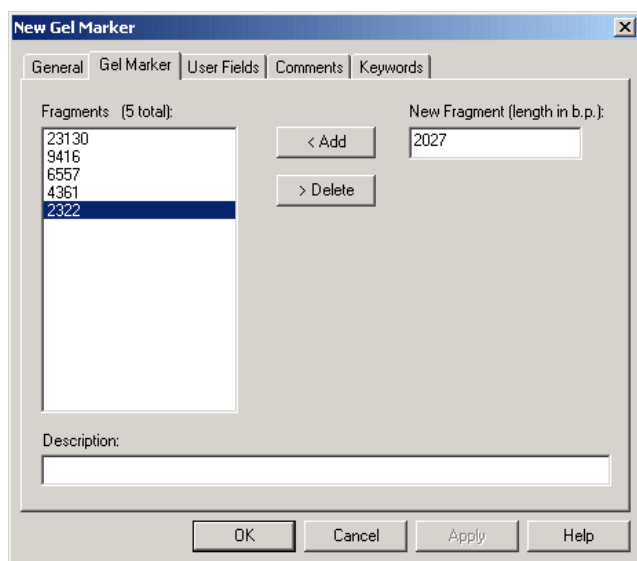 New Gel Marker
General Gel Marker User Fields Comments Keywords
Fragments (5 total):
New Fragment (length in b.p.):
23130
9416
6557
4361
2322
< Add
2027
> Delete
Description:
OK Cancel Apply Help